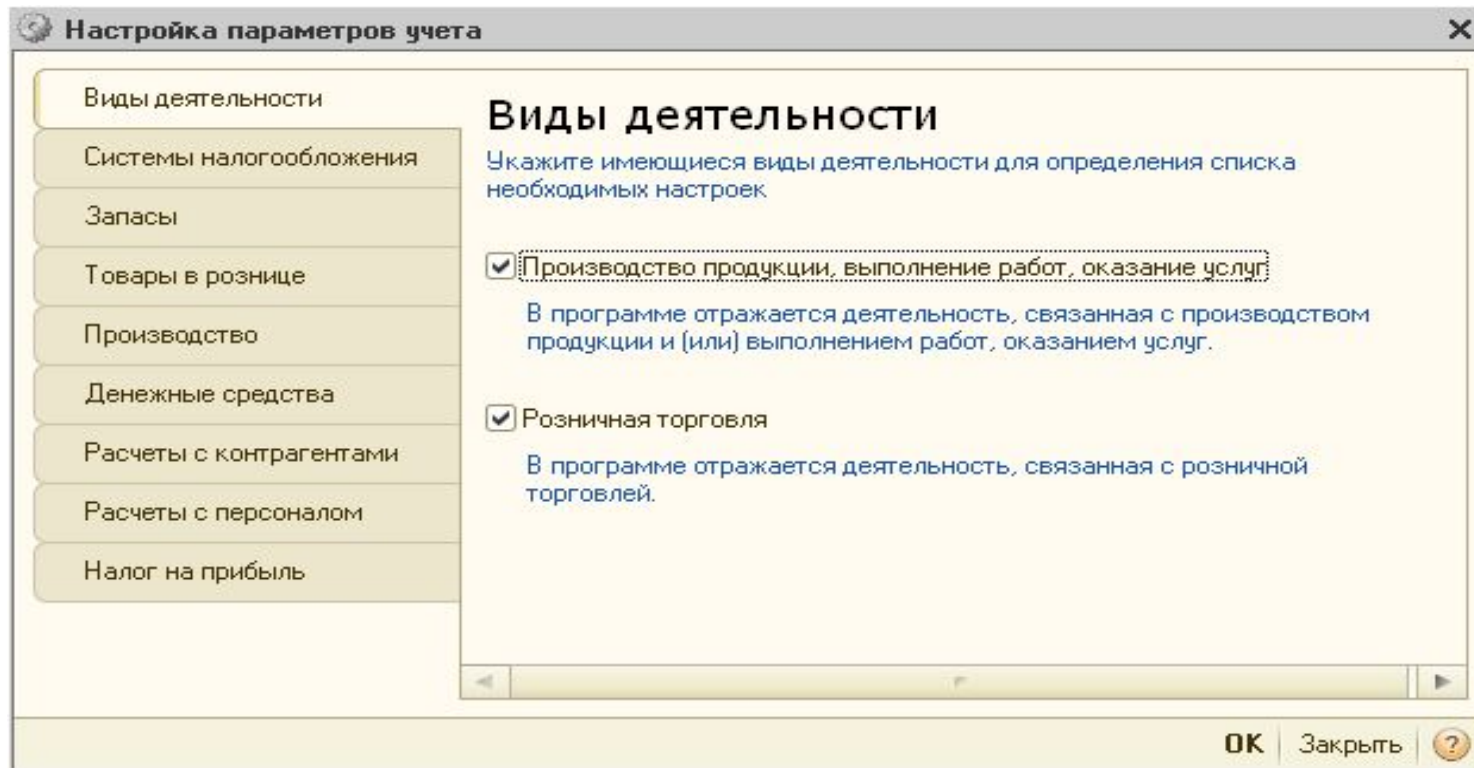 Настройка параметров учета
Виды деятельности
Системы налогообложения
Запасы
Товары в рознице
Производство
Денежные средства
Расчеты с контрагентами
Расчеты с персоналом
Налог на прибыль
Виды деятельности
Укажите имеющиеся виды деятельности для определения списка
необходимых настроек
Производство продукции, выполнение работ, оказание услуг
В программе отражается деятельность, связанная с производством
продукции и (или) выполнением работ, оказанием услуг.
Розничная торговля
В программе отражается деятельность, связанная с розничной
торговлей.
OK Закрыть ?